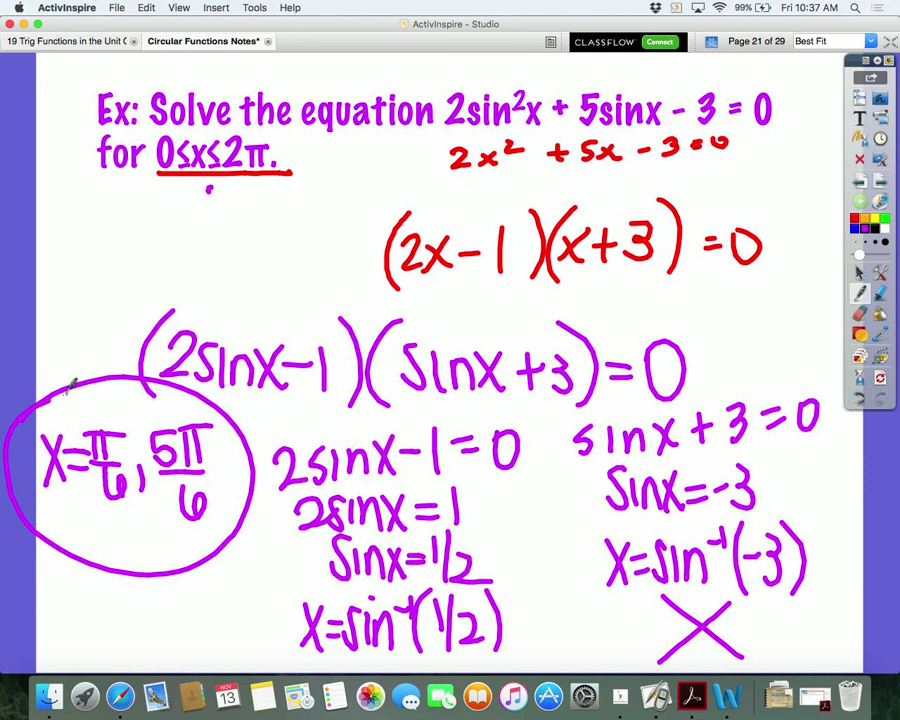 ActivInspire File Edit View Insert Tools Help 99% Fri 10:37 AM
ActivInspire - Studio
19 Trig Functions in the Unit C Circular Functions Notes* CLASSFLOW Connect Page 21 of 29 Best Fit
Ex: Solve the equation 2sin²x + 5sinx - 3 = 0
for 0≤x≤2π.
2x² + 5x - 3 = 0
(2x - 1)(x + 3) = 0
(2sinx - 1)(sinx + 3) = 0
x = π/6, 5π/6
2sinx - 1 = 0
2sinx = 1
sinx = 1/2
x = sin⁻¹(1/2)
sinx + 3 = 0
sinx = -3
x = sin⁻¹(-3)
NOV
13